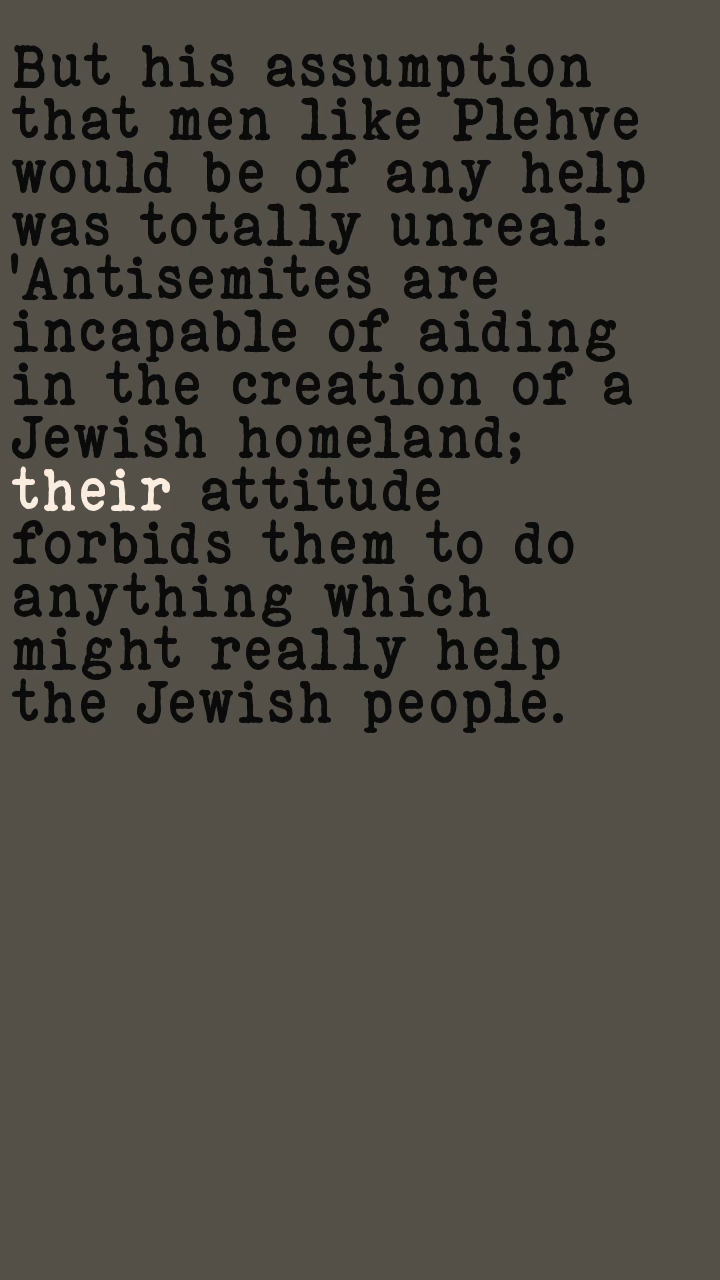 But his assumption
that men like Plehve
would be of any help
was totally unreal:
'Antisemites are
incapable of aiding
in the creation of a
Jewish homeland;
their attitude
forbids them to do
anything which
might really help
the Jewish people.